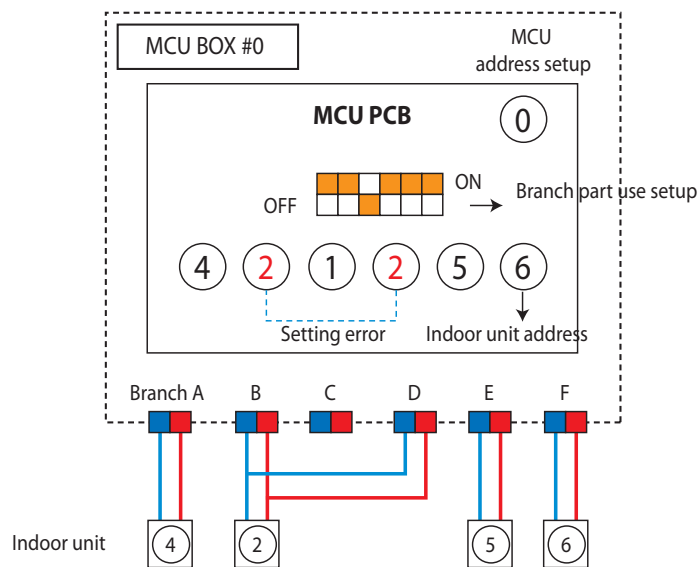 MCU BOX #0
MCU
address setup
MCU PCB
0
ON
OFF
Branch part use setup
4 2 1 2 5 6
Setting error
Indoor unit address
Branch A B C D E F
Indoor unit
4 2 5 6